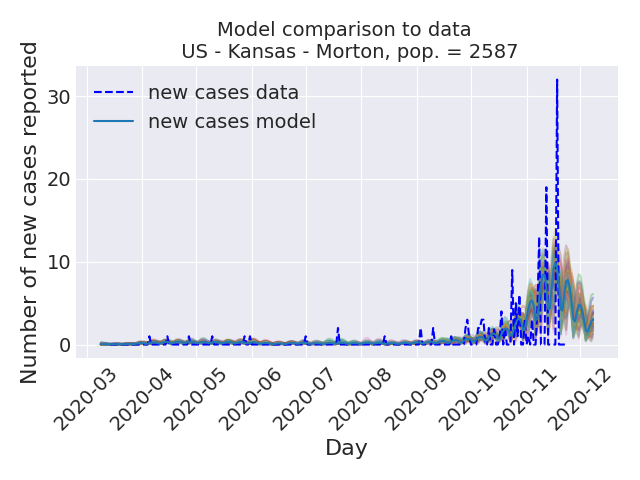 Model comparison to data
US - Kansas - Morton, pop. = 2587
Number of new cases reported
30
20
10
0
new cases data
new cases model
2020-03
2020-04
2020-05
2020-06
2020-07
2020-08
2020-09
2020-10
2020-11
2020-12
Day